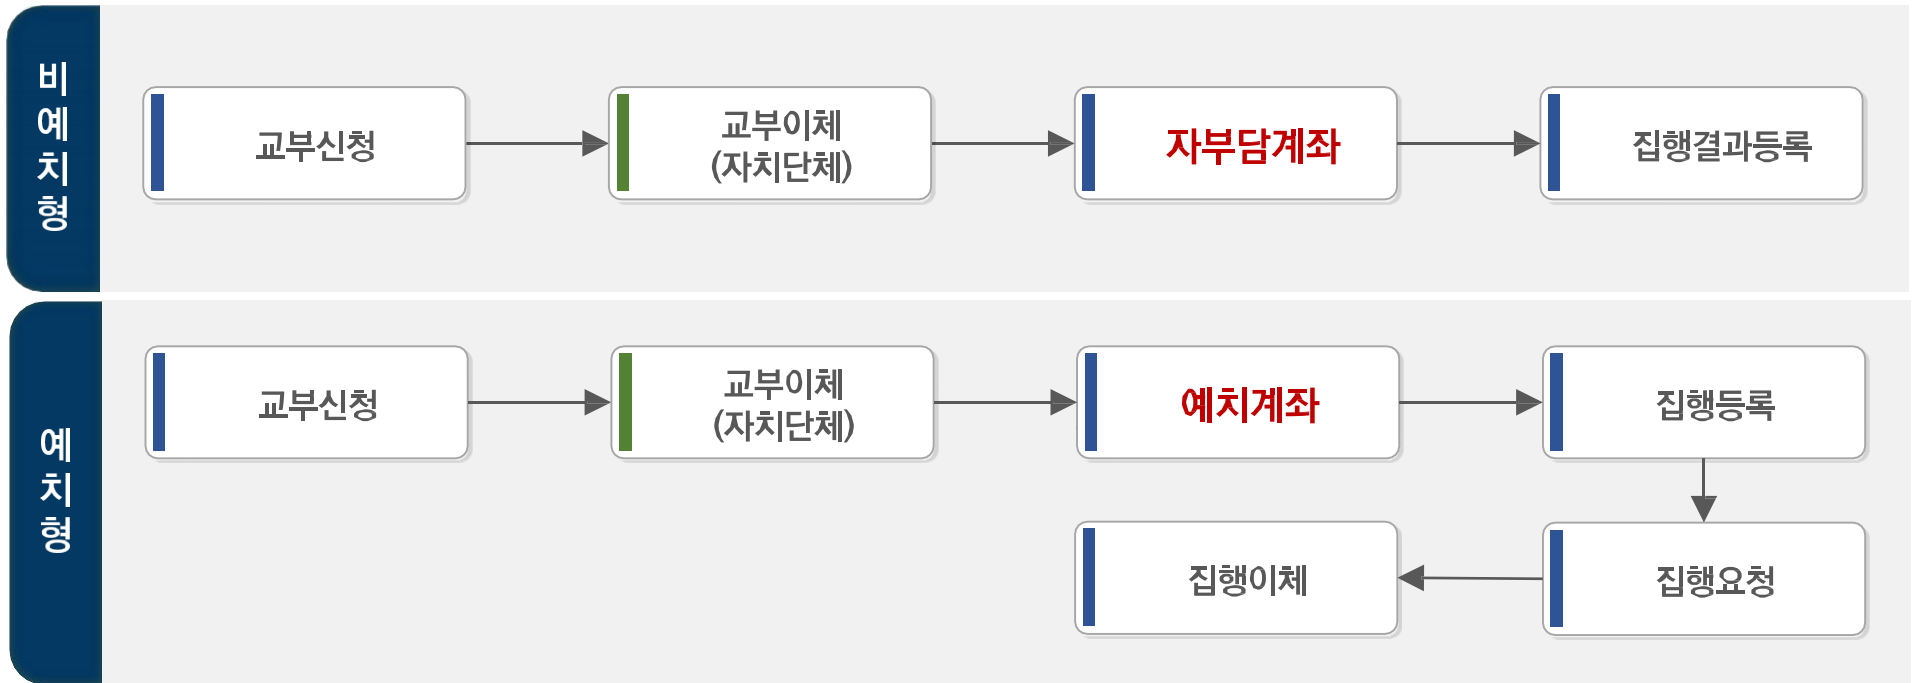 비예치형
교부신청
교부이체
(자치단체)
자부담계좌
집행결과등록
예치형
교부신청
교부이체
(자치단체)
예치계좌
집행등록
집행이체
집행요청